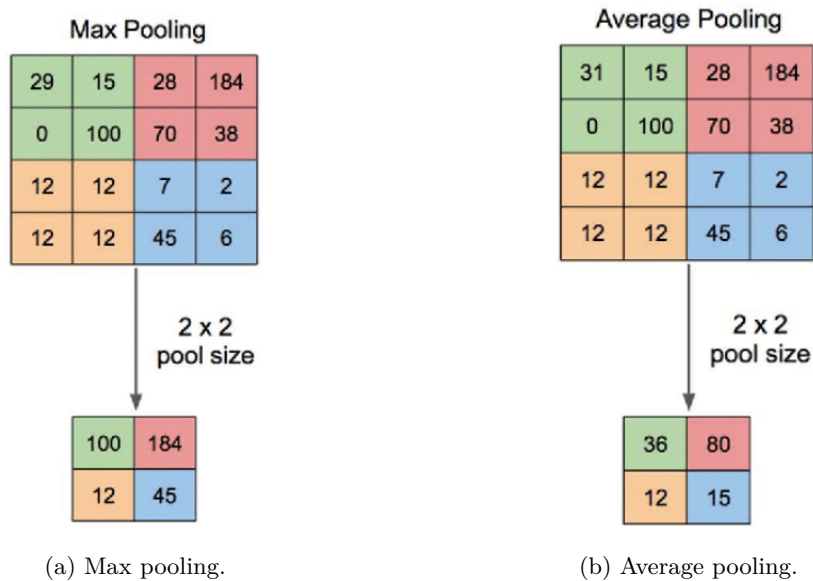 Max Pooling
29 15 28 184
0 100 70 38
12 12 7 2
12 12 45 6
2 x 2
pool size
100 184
12 45
(a) Max pooling.
Average Pooling
31 15 28 184
0 100 70 38
12 12 7 2
12 12 45 6
2 x 2
pool size
36 80
12 15
(b) Average pooling.